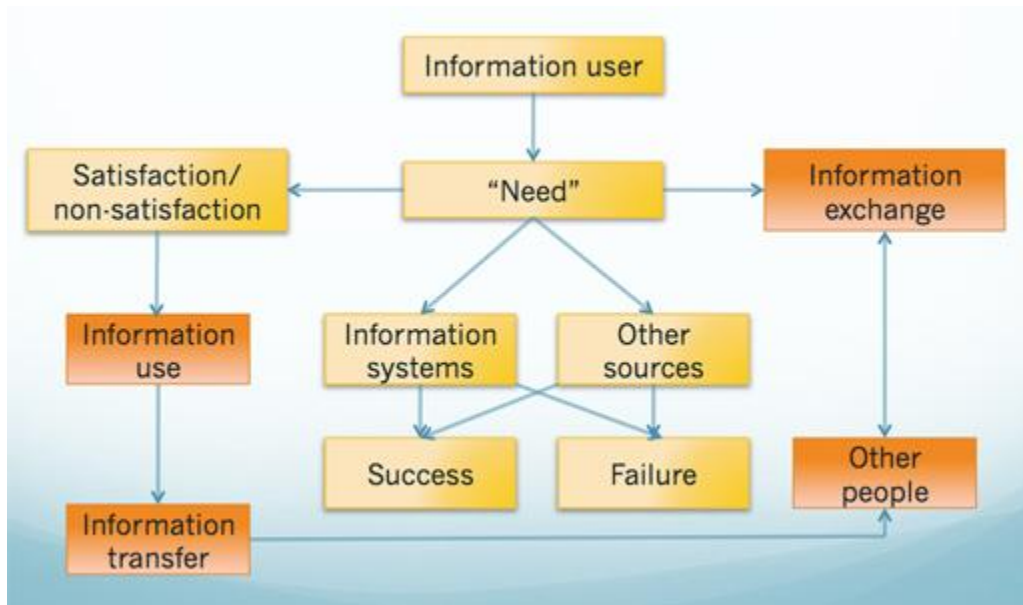 Information user
Satisfaction/
non-satisfaction
“Need”
Information
exchange
Information
use
Information
systems
Other
sources
Success
Failure
Other
people
Information
transfer